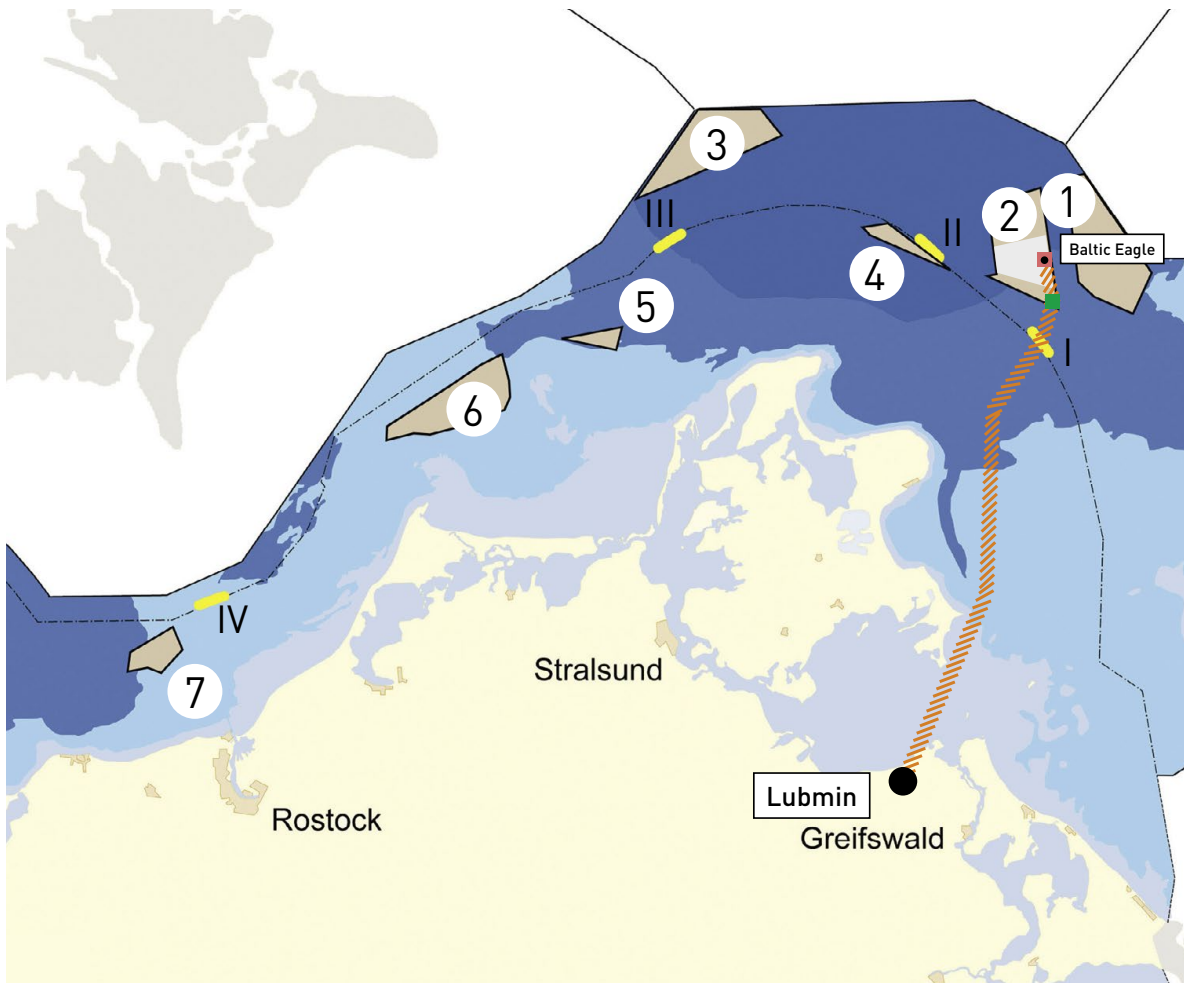 3
1
2
Baltic Eagle
III
II
4
5
I
6
IV
7
Stralsund
Lubmin
Rostock
Greifswald